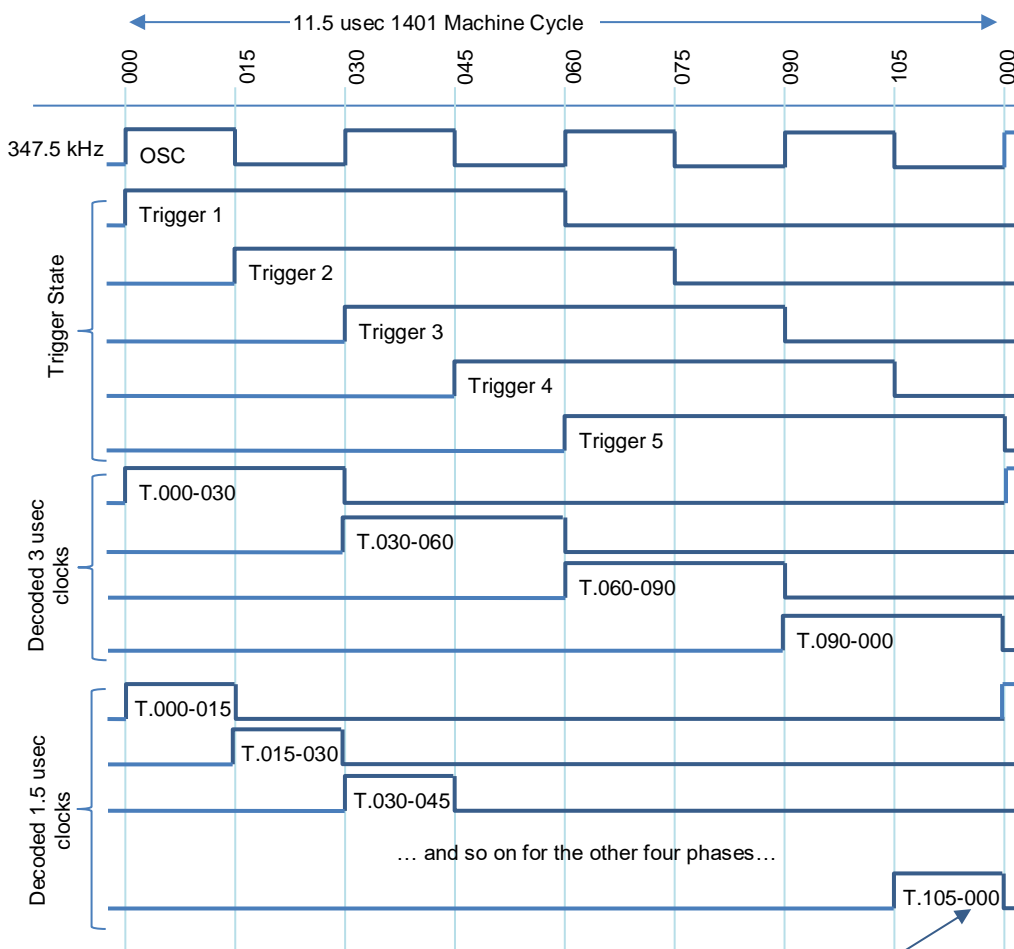 11.5 usec 1401 Machine Cycle
000 015 030 045 060 075 090 105 000
347.5 kHz
OSC
Trigger State
Trigger 1
Trigger 2
Trigger 3
Trigger 4
Trigger 5
Decoded 3 usec
clocks
T.000-030
T.030-060
T.060-090
T.090-000
Decoded 1.5 usec
clocks
T.000-015
T.015-030
T.030-045
… and so on for the other four phases…
T.105-000